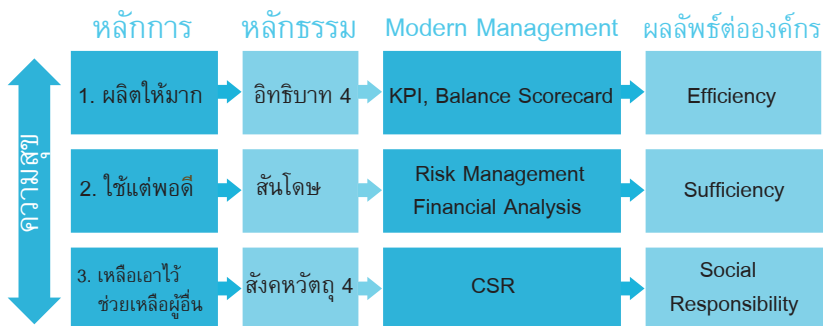 หลักการ หลักธรรม Modern Management ผลลัพธ์ต่อองค์กร
ความสุข
1. ผลิตให้มาก อิทธิบาท 4 KPI, Balance Scorecard Efficiency
2. ใช้แต่พอดี สันโดษ Risk Management
Financial Analysis Sufficiency
3. เหลือเอาไว้
ช่วยเหลือผู้อื่น สังคหวัตถุ 4 CSR Social
Responsibility